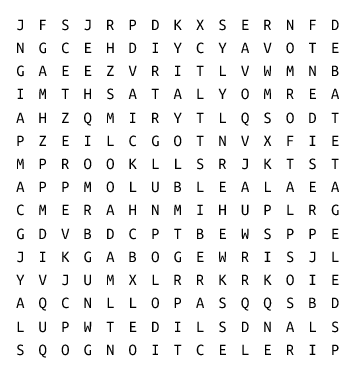 J F S J R P D K X S E R N F D
N G C E H D I Y C Y A V O T E
G A E E Z V R I T L V W M N B
I M T H S A T A L Y O M R E A
A H Z Q M I R Y T L Q S O D T
P Z E I L C G O T N V X F I E
M P R O O K L L S R J K T S T
A P P M O L U B L E A L A E A
C M E R A H N M I H U P L R G
G D V B D C P T B E W S P P E
J I K G A B O G E W R I S J L
Y V J U M X L R R K R K O I E
A Q C N L L O P A S Q Q S B D
L U P W T E D I L S D N A L S
S Q O G N O I T C E L E R I P